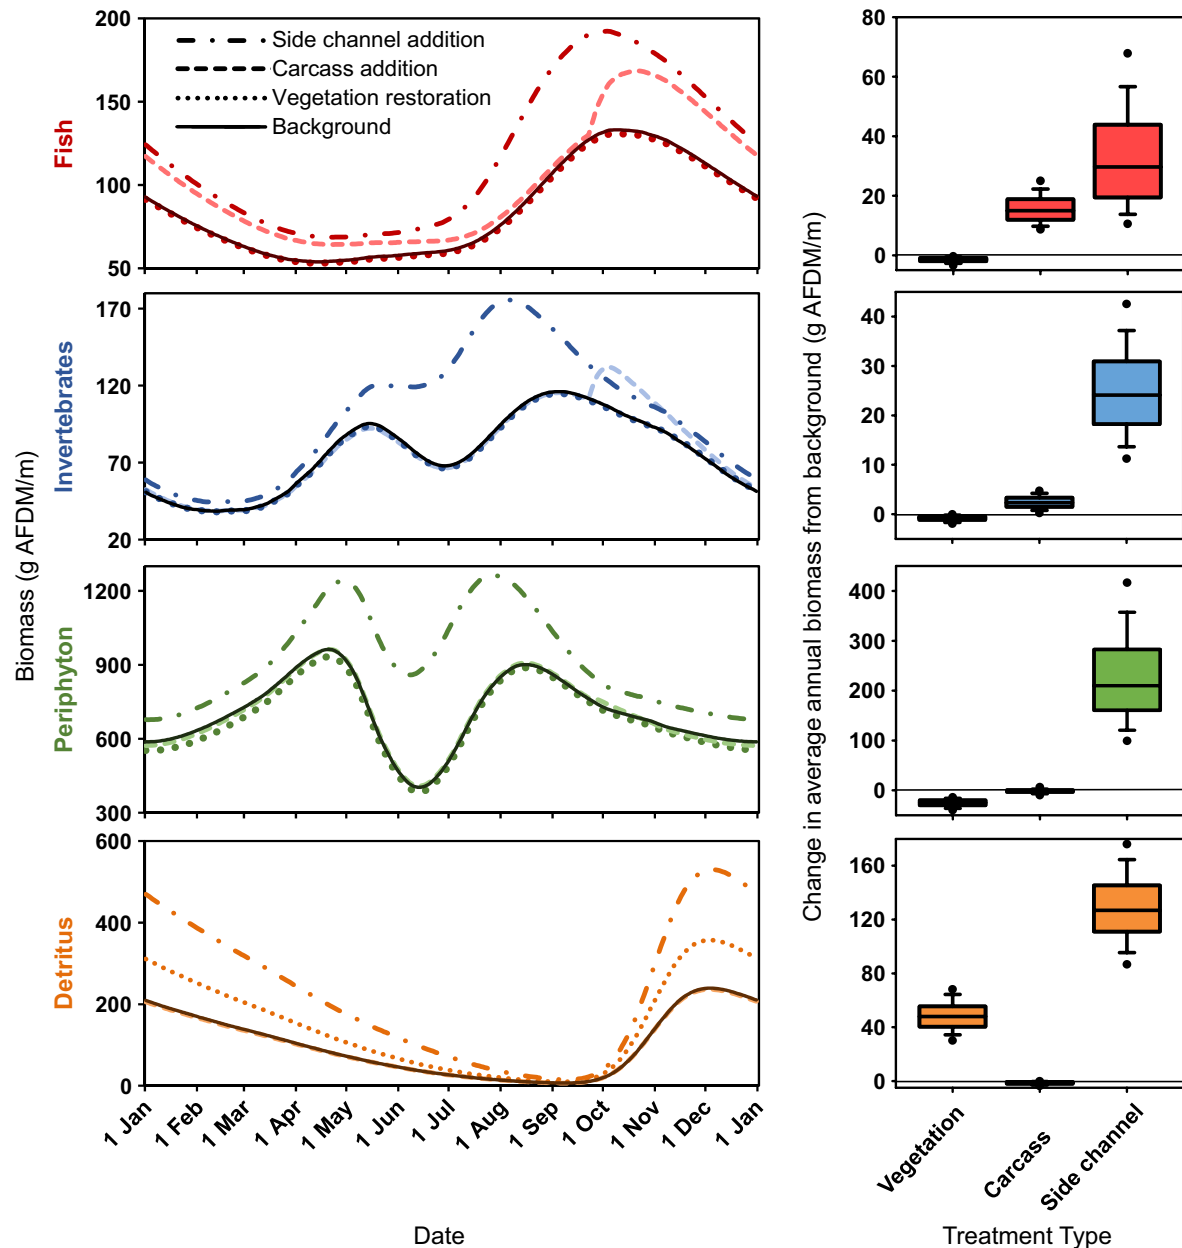 Side channel addition
Carcass addition
Vegetation restoration
Background
Biomass (g AFDM/m)
Fish
200
150
100
50
Invertebrates
170
120
70
20
Periphyton
1200
900
600
300
Detritus
600
400
200
0
1 Jan
1 Feb
1 Mar
1 Apr
1 May
1 Jun
1 Jul
1 Aug
1 Sep
1 Oct
1 Nov
1 Dec
1 Jan
Date
Change in average annual biomass from background (g AFDM/m)
80
60
40
20
0
40
30
20
10
0
400
300
200
100
0
160
120
80
40
0
Vegetation
Carcass
Side channel
Treatment Type